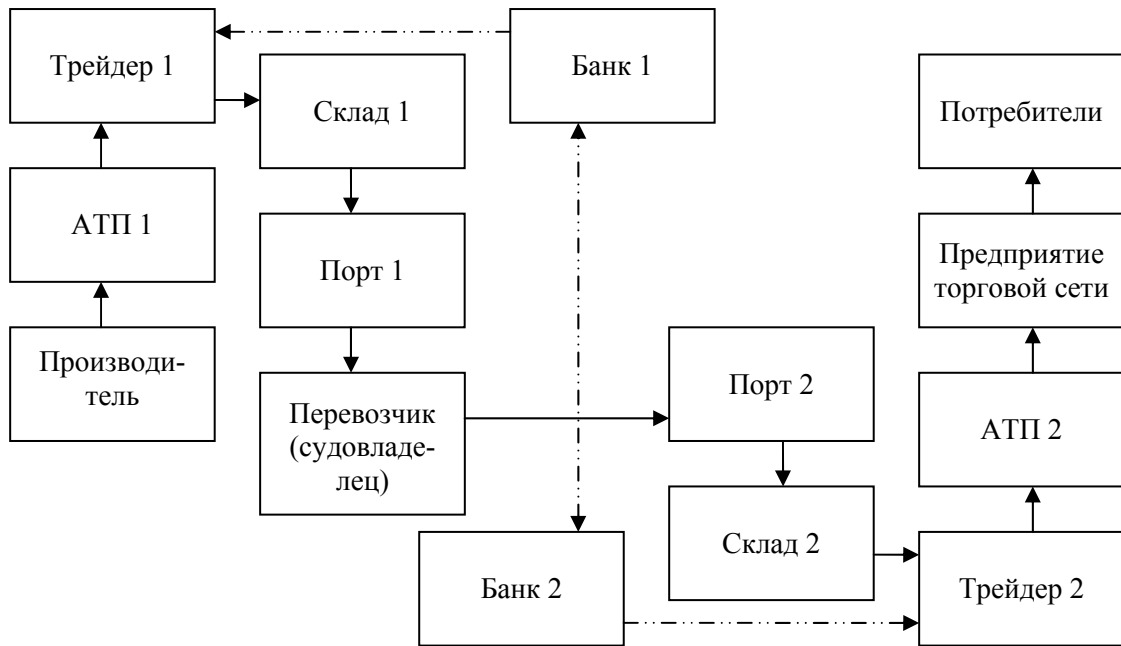 Трейдер 1
Банк 1
Склад 1
Потребители
АТП 1
Порт 1
Предприятие
торговой сети
Производи-
тель
Порт 2
Перевозчик
(судовладе-
лец)
АТП 2
Склад 2
Банк 2
Трейдер 2